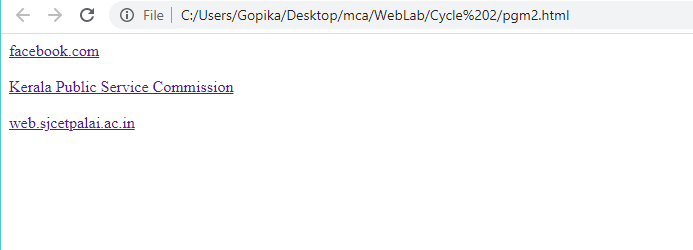 File C:/Users/Gopika/Desktop/mca/WebLab/Cycle%202/pgm2.html
facebook.com
Kerala Public Service Commission
web.sjcetpalai.ac.in